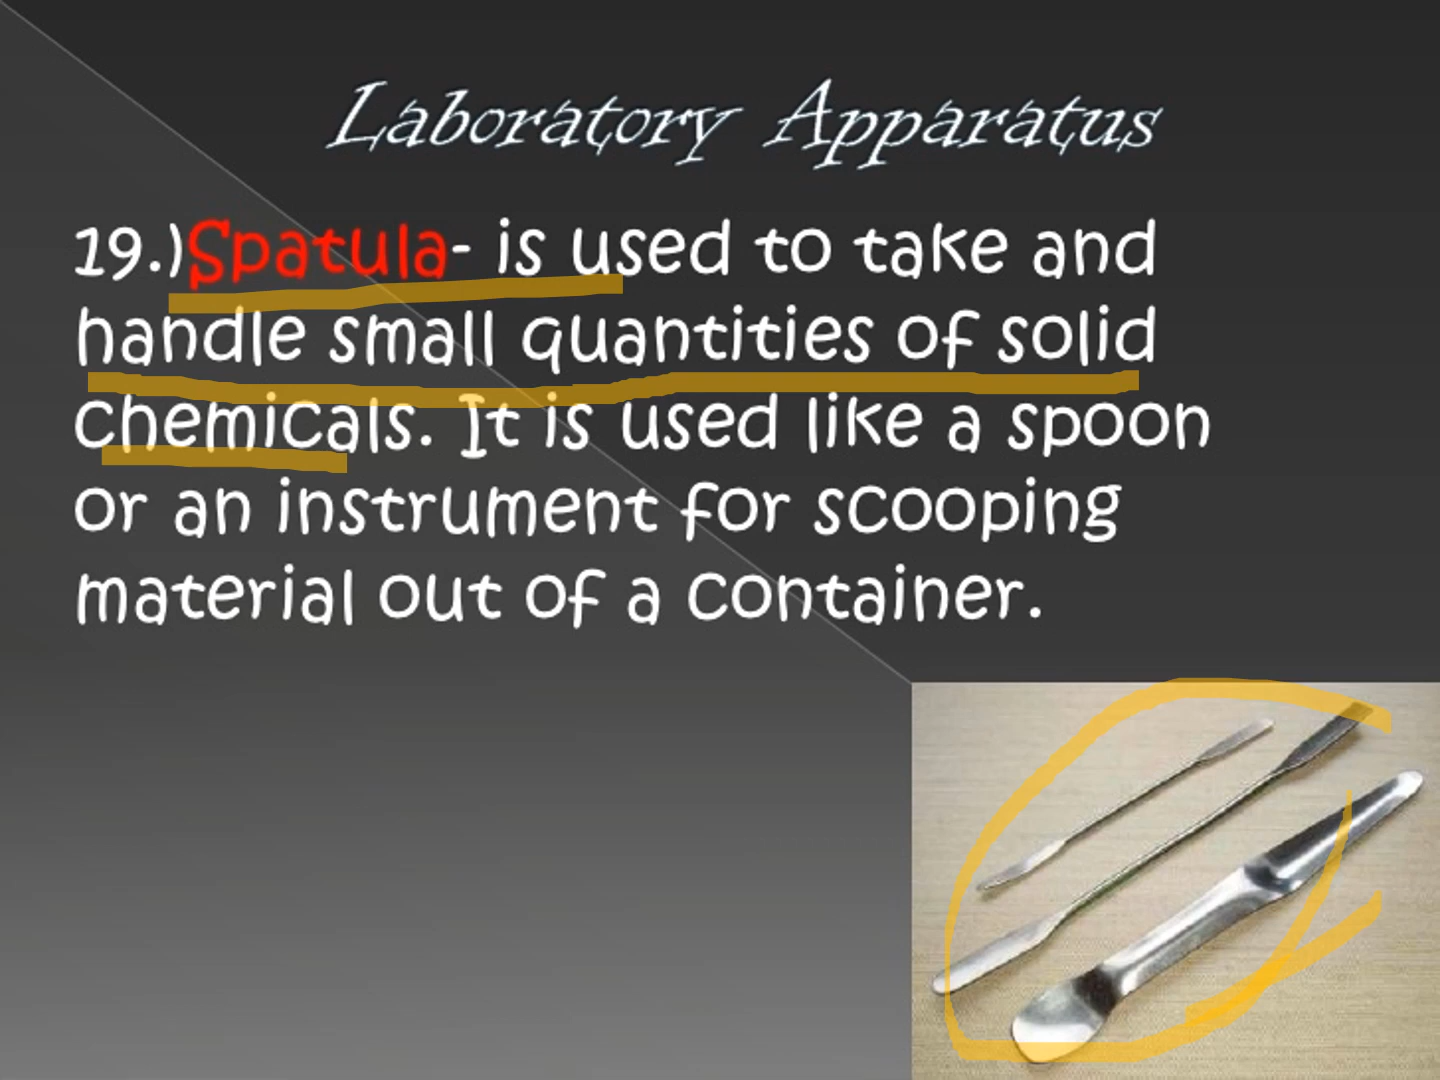 Laboratory Apparatus
19.)Spatula- is used to take and
handle small quantities of solid
chemicals. It is used like a spoon
or an instrument for scooping
material out of a container.